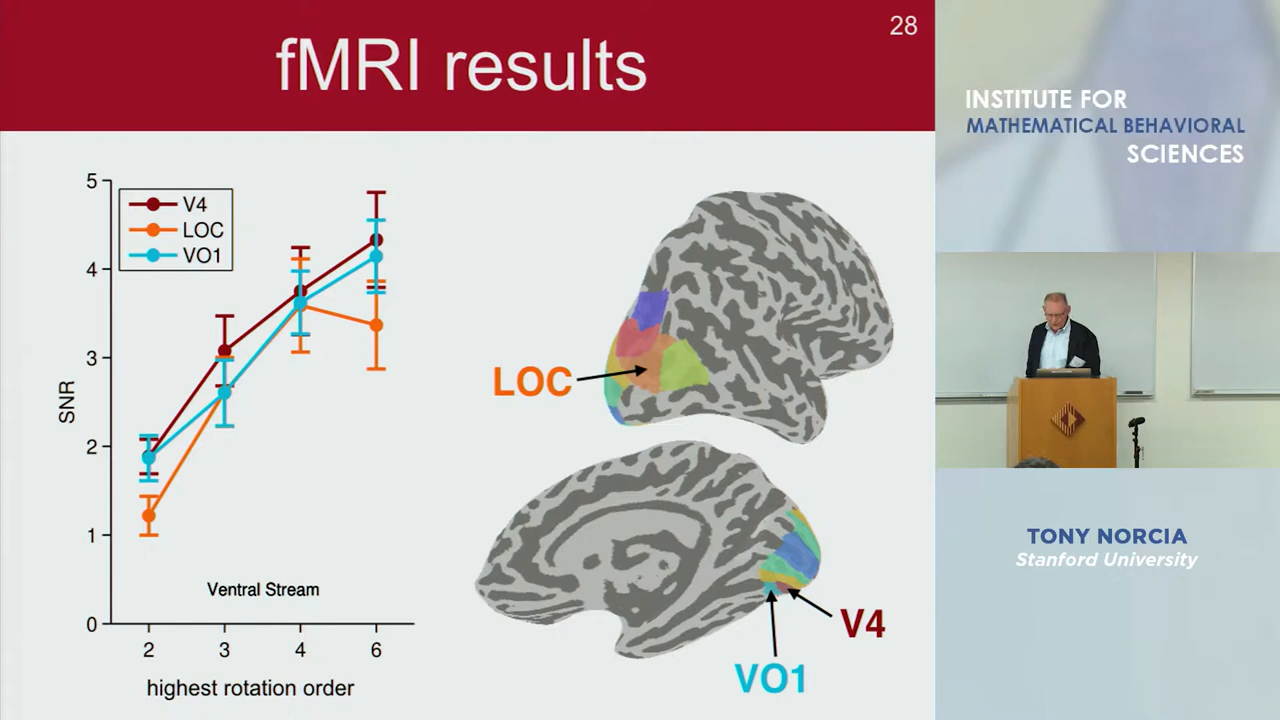 fMRI results
28
5
4
3
2
1
0
SNR
V4
LOC
VO1
Ventral Stream
2 3 4 6
highest rotation order
LOC
V4
VO1
INSTITUTE FOR
MATHEMATICAL BEHAVIORAL
SCIENCES
TONY NORCIA
Stanford University